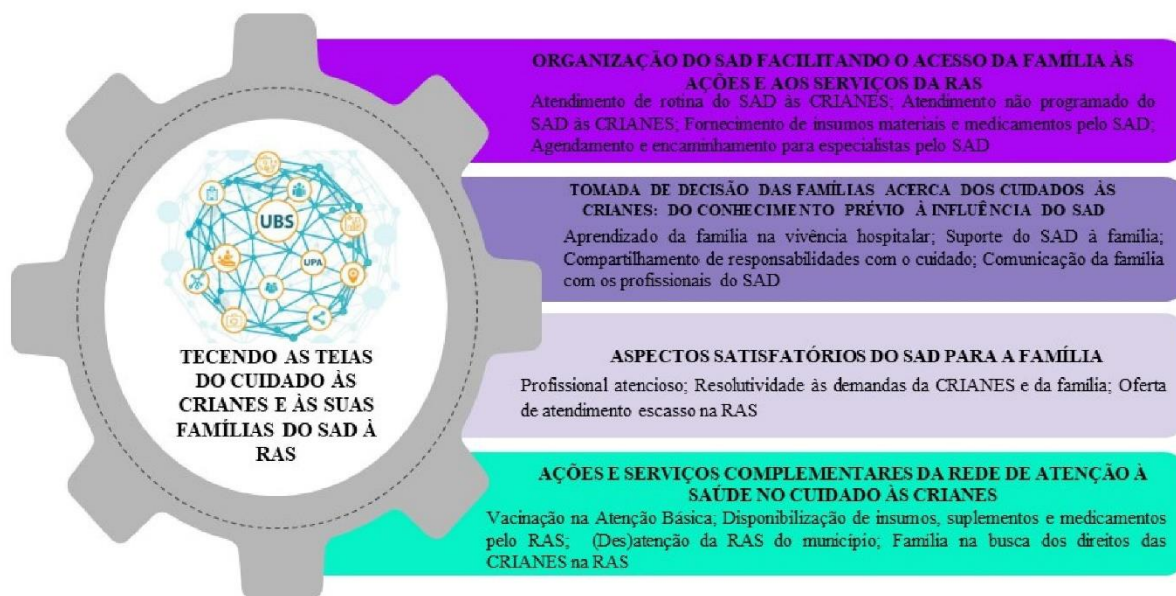 UBS
UPA
TECENDO AS TEIAS
DO CUIDADO ÀS
CRIANES E ÀS SUAS
FAMÍLIAS DO SAD À
RAS
ORGANIZAÇÃO DO SAD FACILITANDO O ACESSO DA FAMÍLIA ÀS
AÇÕES E AOS SERVIÇOS DA RAS
Atendimento de rotina do SAD às CRIANES; Atendimento não programado do
SAD às CRIANES; Fornecimento de insumos materiais e medicamentos pelo SAD;
Agendamento e encaminhamento para especialistas pelo SAD
TOMADA DE DECISÃO DAS FAMÍLIAS ACERCA DOS CUIDADOS ÀS
CRIANES: DO CONHECIMENTO PRÉVIO À INFLUÊNCIA DO SAD
Aprendizado da família na vivência hospitalar; Suporte do SAD à família;
Compartilhamento de responsabilidades com o cuidado; Comunicação da família
com os profissionais do SAD
ASPECTOS SATISFATÓRIOS DO SAD PARA A FAMÍLIA
Profissional atencioso; Resolutividade às demandas da CRIANES e da família; Oferta
de atendimento escasso na RAS
AÇÕES E SERVIÇOS COMPLEMENTARES DA REDE DE ATENÇÃO À
SAÚDE NO CUIDADO ÀS CRIANES
Vacinação na Atenção Básica; Disponibilização de insumos, suplementos e medicamentos
pelo RAS; (Des)atenção da RAS do município; Família na busca dos direitos das
CRIANES na RAS